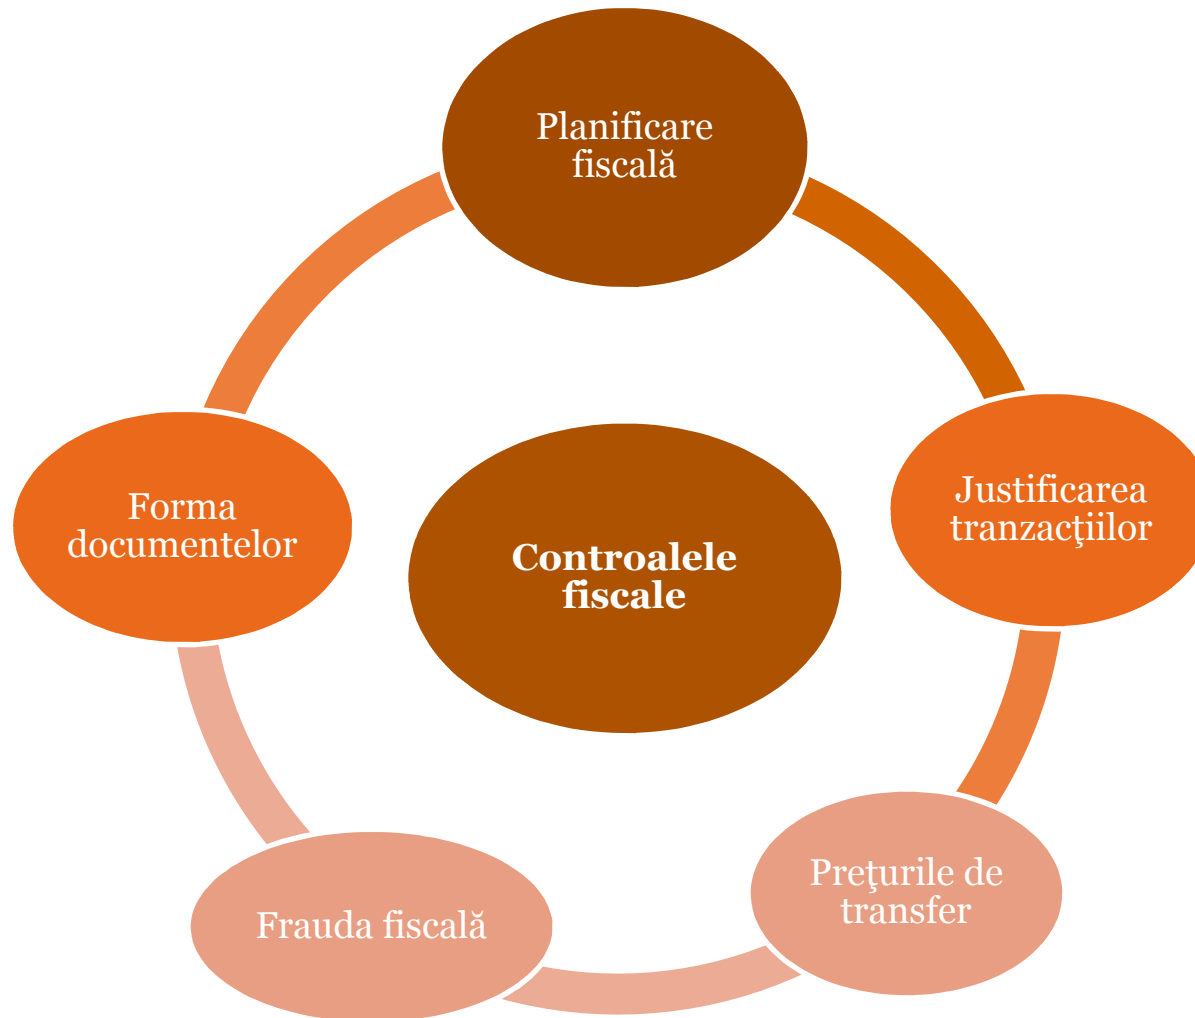 Planificare
fiscală
Justificarea
tranzacţiilor
Forma
documentelor
Controalele
fiscale
Preţurile de
transfer
Frauda fiscală